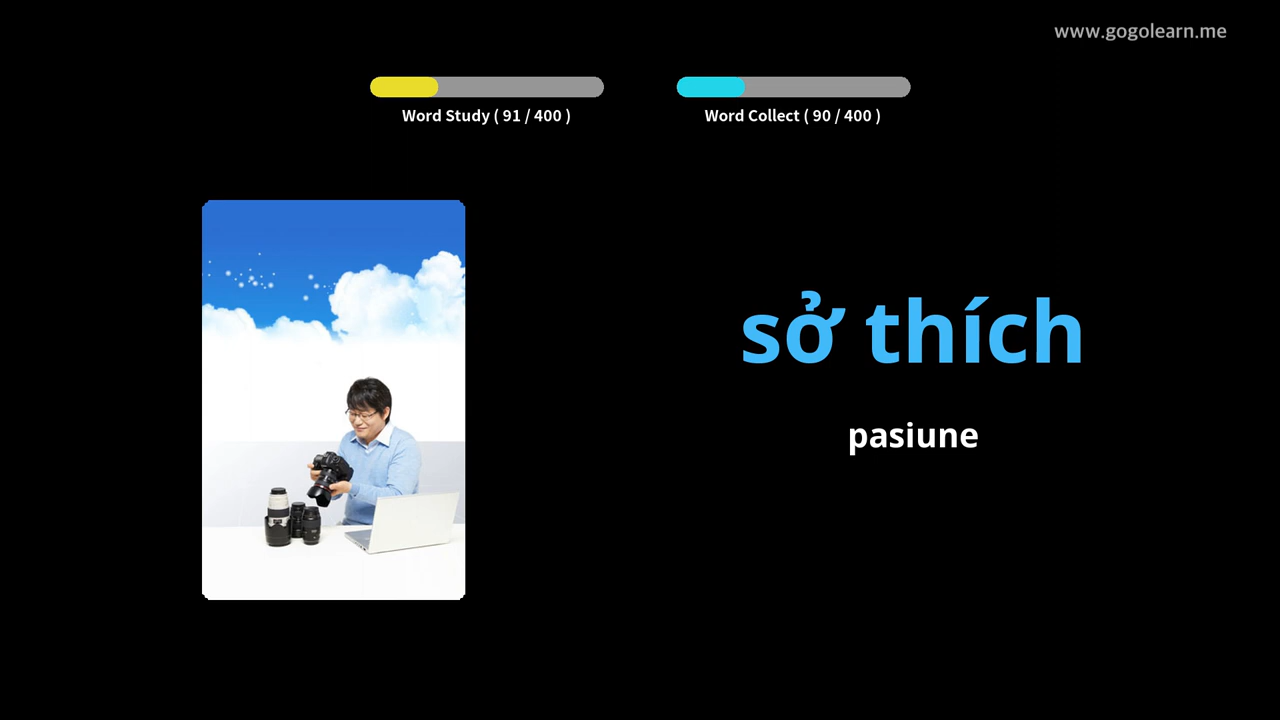 www.gogolearn.me
Word Study ( 91 / 400 )
Word Collect ( 90 / 400 )
sở thích
pasiune